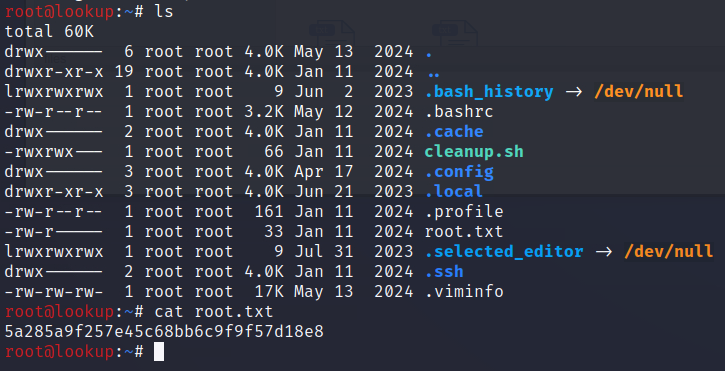 root@lookup:~# ls
total 60K
drwx------ 6 root root 4.0K May 13 2024 .
drwxr-xr-x 19 root root 4.0K Jan 11 2024 ..
lrwxrwxrwx 1 root root 9 Jun 2 2023 .bash_history -> /dev/null
-rw-r--r-- 1 root root 3.2K May 12 2024 .bashrc
drwx------ 2 root root 4.0K Jan 11 2024 .cache
-rwxrwx--- 1 root root 66 Jan 11 2024 cleanup.sh
drwx------ 3 root root 4.0K Apr 17 2024 .config
drwxr-xr-x 3 root root 4.0K Jun 21 2023 .local
-rw-r--r-- 1 root root 161 Jan 11 2024 .profile
-rw-r----- 1 root root 33 Jan 11 2024 root.txt
lrwxrwxrwx 1 root root 9 Jul 31 2023 .selected_editor -> /dev/null
drwx------ 2 root root 4.0K Jan 11 2024 .ssh
-rw-rw-rw- 1 root root 17K May 13 2024 .viminfo
root@lookup:~# cat root.txt
5a285a9f257e45c68bb6c9f9f57d18e8
root@lookup:~#